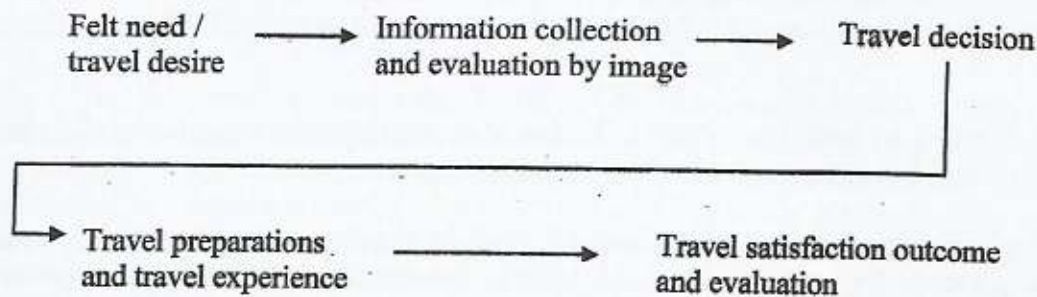 Felt need /
travel desire
Information collection
and evaluation by image
Travel decision
Travel preparations
and travel experience
Travel satisfaction outcome
and evaluation